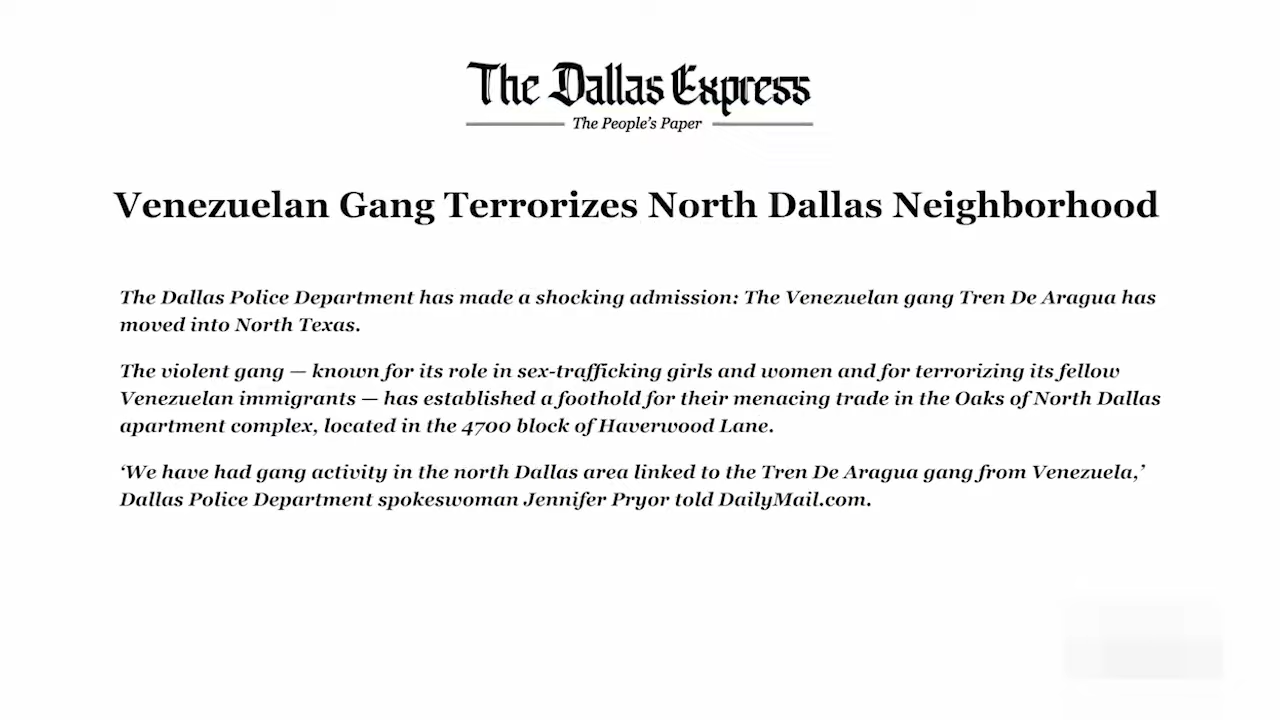 The Dallas Express
The People's Paper
Venezuelan Gang Terrorizes North Dallas Neighborhood
The Dallas Police Department has made a shocking admission: The Venezuelan gang Tren De Aragua has
moved into North Texas.
The violent gang — known for its role in sex-trafficking girls and women and for terrorizing its fellow
Venezuelan immigrants — has established a foothold for their menacing trade in the Oaks of North Dallas
apartment complex, located in the 4700 block of Haverwood Lane.
‘We have had gang activity in the north Dallas area linked to the Tren De Aragua gang from Venezuela,’
Dallas Police Department spokeswoman Jennifer Pryor told DailyMail.com.